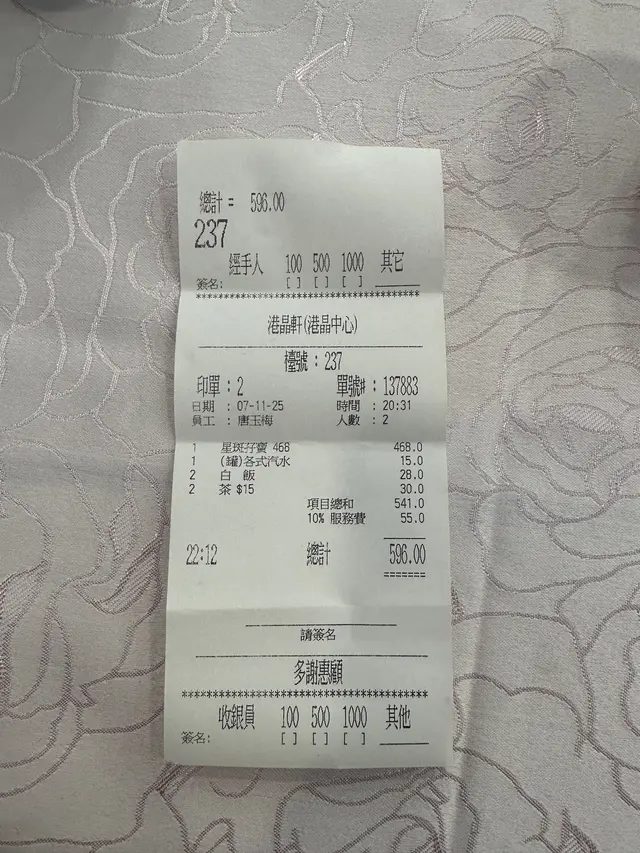 總計 = 596.00
237
經手人 100 500 1000 其它
簽名: [ ] [ ] [ ] ______
****************************************
港晶軒(港晶中心)
檯號 : 237
印單 : 2 單號# : 137883
日期 : 07-11-25 時間 : 20:31
員工 : 唐玉梅 人數 : 2
1 星斑孖寶 468 468.0
1 (罐)各式汽水 15.0
2 白 飯 28.0
2 茶 $15 30.0
項目總和 541.0
10% 服務費 55.0
22:12 總計 596.00
=======
請簽名
多謝惠顧
****************************************
收銀員 100 500 1000 其他
簽名: [ ] [ ] [ ] ______